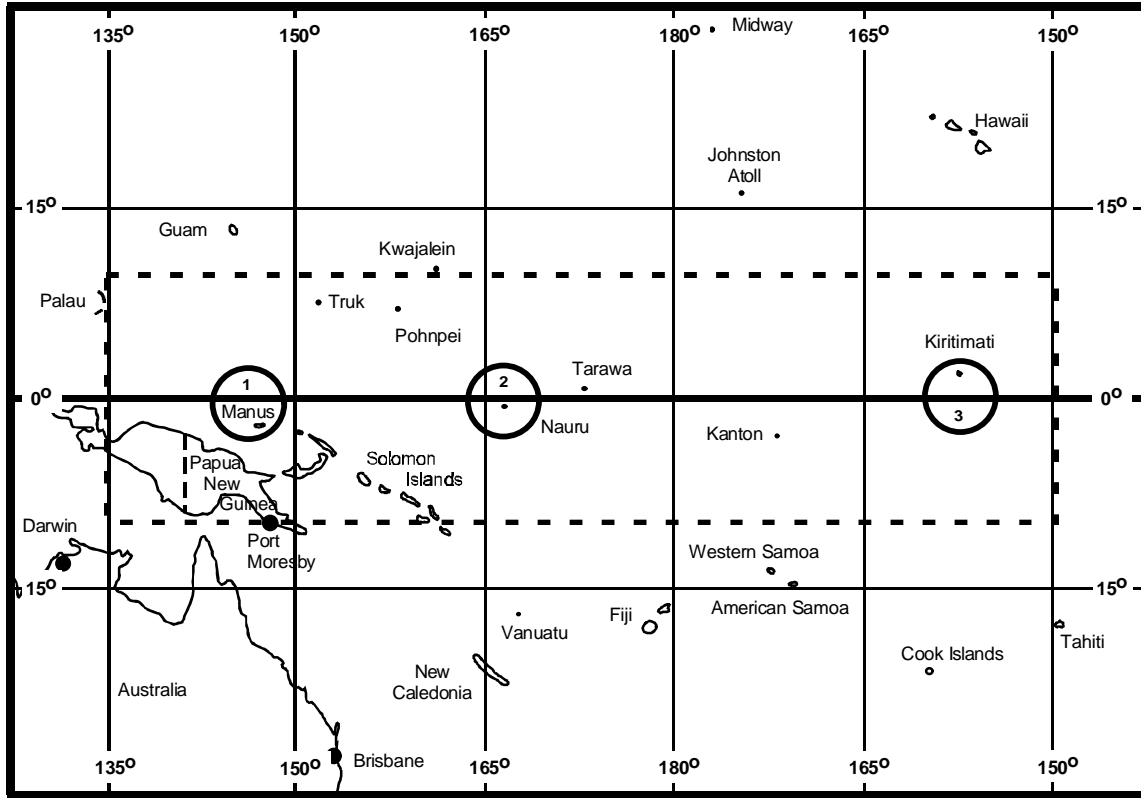 Midway
135° 150° 165° 180° 165° 150°
Hawaii
Johnston
Atoll
15° 15°
Guam
Kwajalein
Palau
Truk
Pohnpei
Kiritimati
Tarawa
1
2
0° 0°
Manus
3
Nauru
Kanton
Papua
New
Guinea
Solomon
Islands
Darwin
Port
Moresby
Western Samoa
15° 15°
American Samoa
Fiji
Vanuatu
Tahiti
Cook Islands
New
Caledonia
Australia
Brisbane
135° 150° 165° 180° 165° 150°